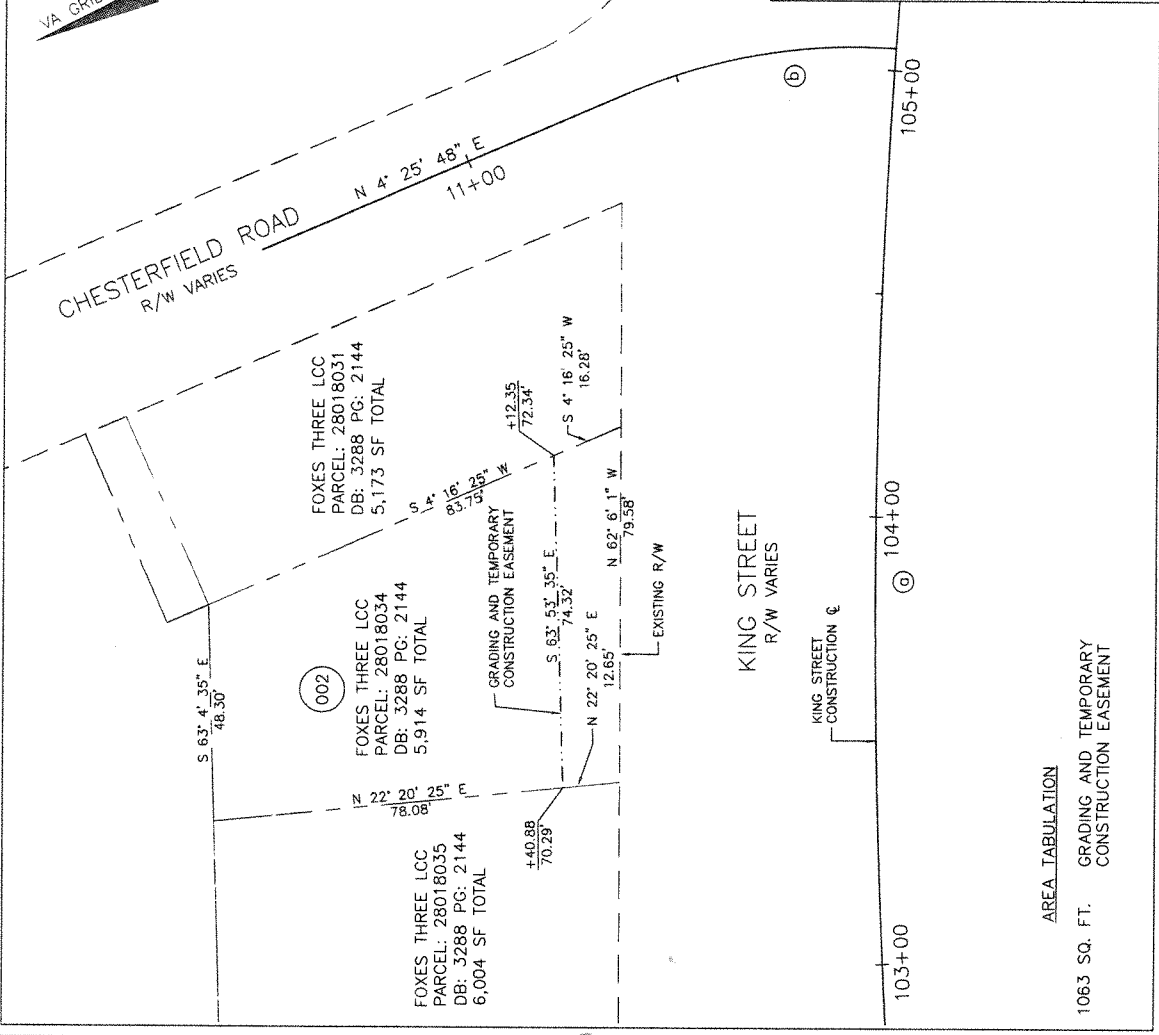 VA GRID
CHESTERFIELD ROAD
R/W VARIES
N 4° 25' 48" E
11+00
b
105+00
FOXES THREE LCC
PARCEL: 28018031
DB: 3288 PG: 2144
5,173 SF TOTAL
+12.35
72.34'
S 4° 16' 25" W
16.28'
S 4° 16' 25" W
83.75'
S 63° 4' 35" E
48.30'
002
FOXES THREE LCC
PARCEL: 28018034
DB: 3288 PG: 2144
5,914 SF TOTAL
GRADING AND TEMPORARY
CONSTRUCTION EASEMENT
S 63° 53' 35" E
74.32'
N 62° 6' 1" W
79.58'
N 22° 20' 25" E
12.65'
EXISTING R/W
N 22° 20' 25" E
78.08'
+40.88
70.29'
FOXES THREE LCC
PARCEL: 28018035
DB: 3288 PG: 2144
6,004 SF TOTAL
KING STREET
R/W VARIES
104+00
a
KING STREET
CONSTRUCTION ℄
103+00
AREA TABULATION
1063 SQ. FT. GRADING AND TEMPORARY
CONSTRUCTION EASEMENT